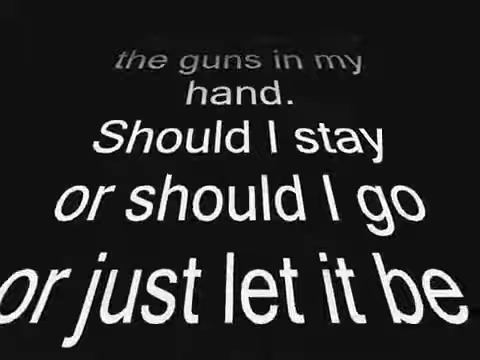 the guns in my
hand.
Should I stay
or should I go
or just let it be